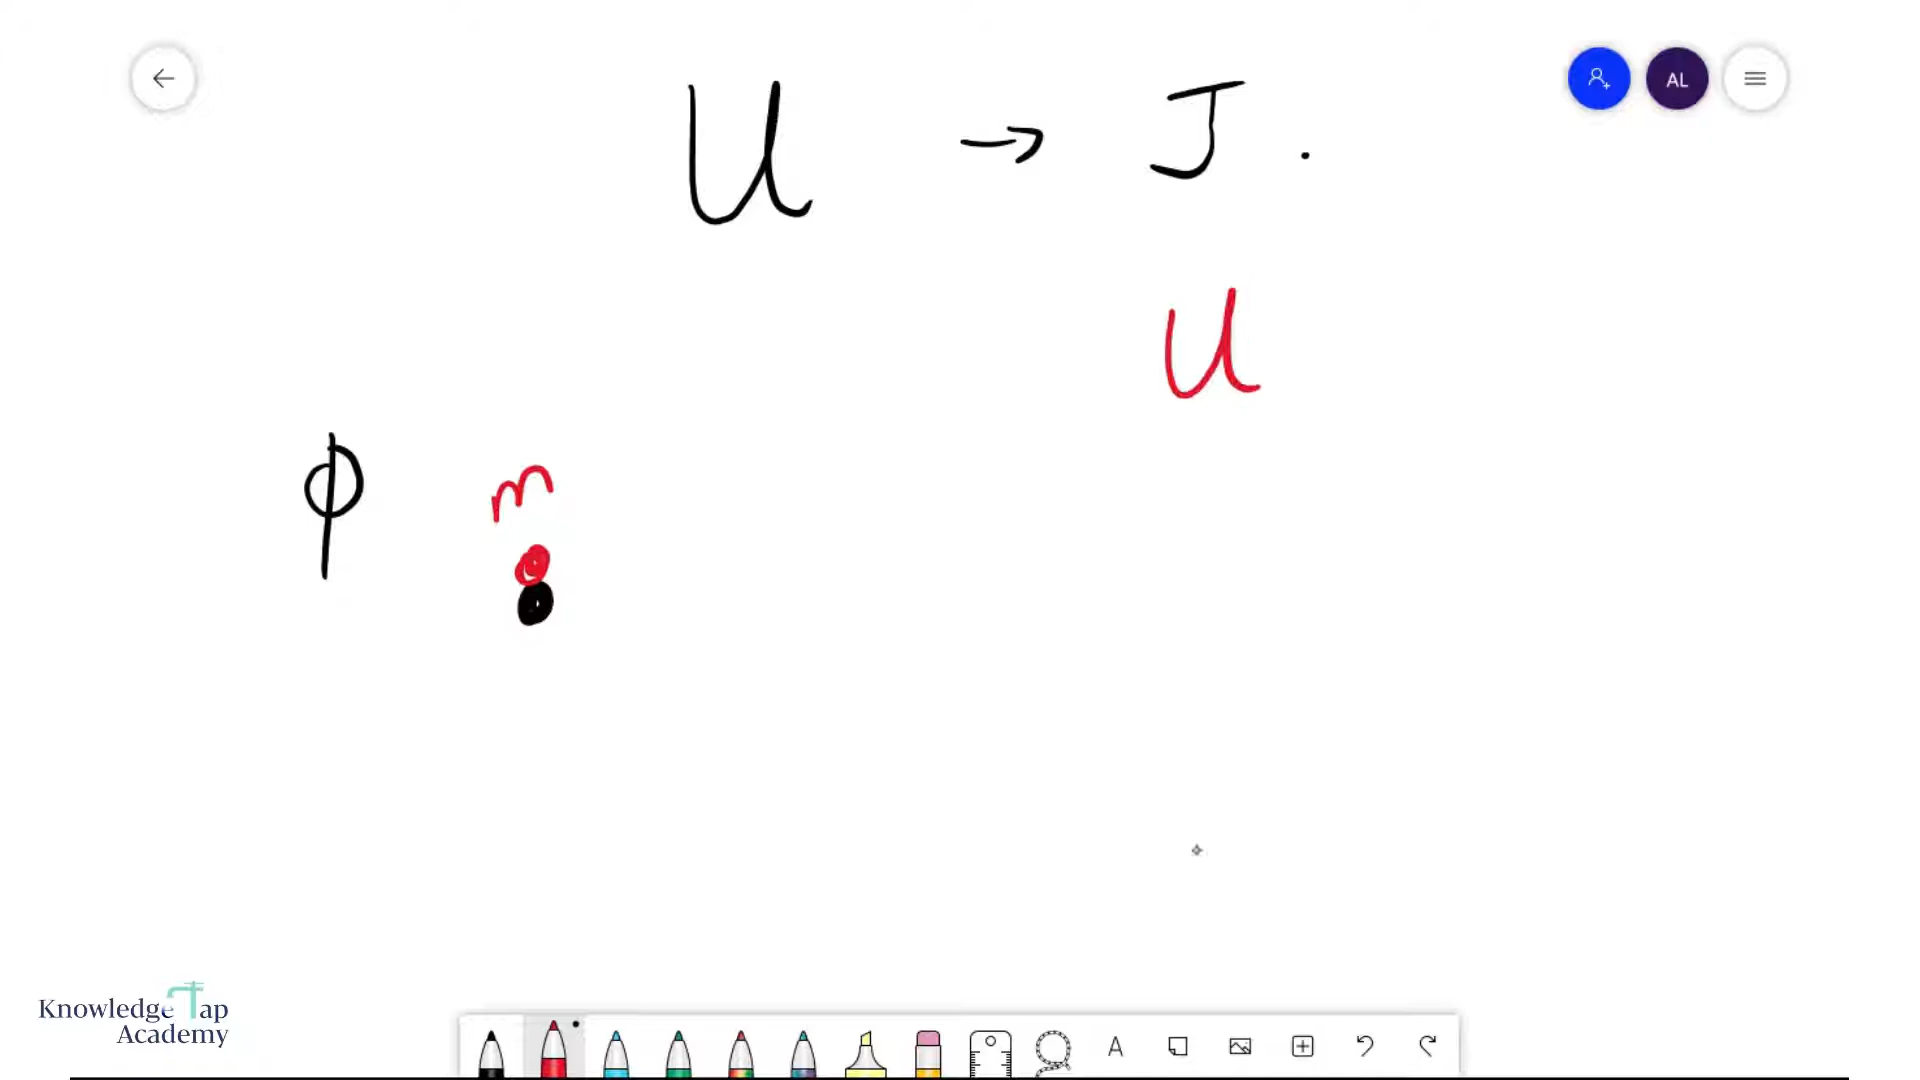 U → J .
AL
U
ϕ m
Knowledge Tap
Academy
A